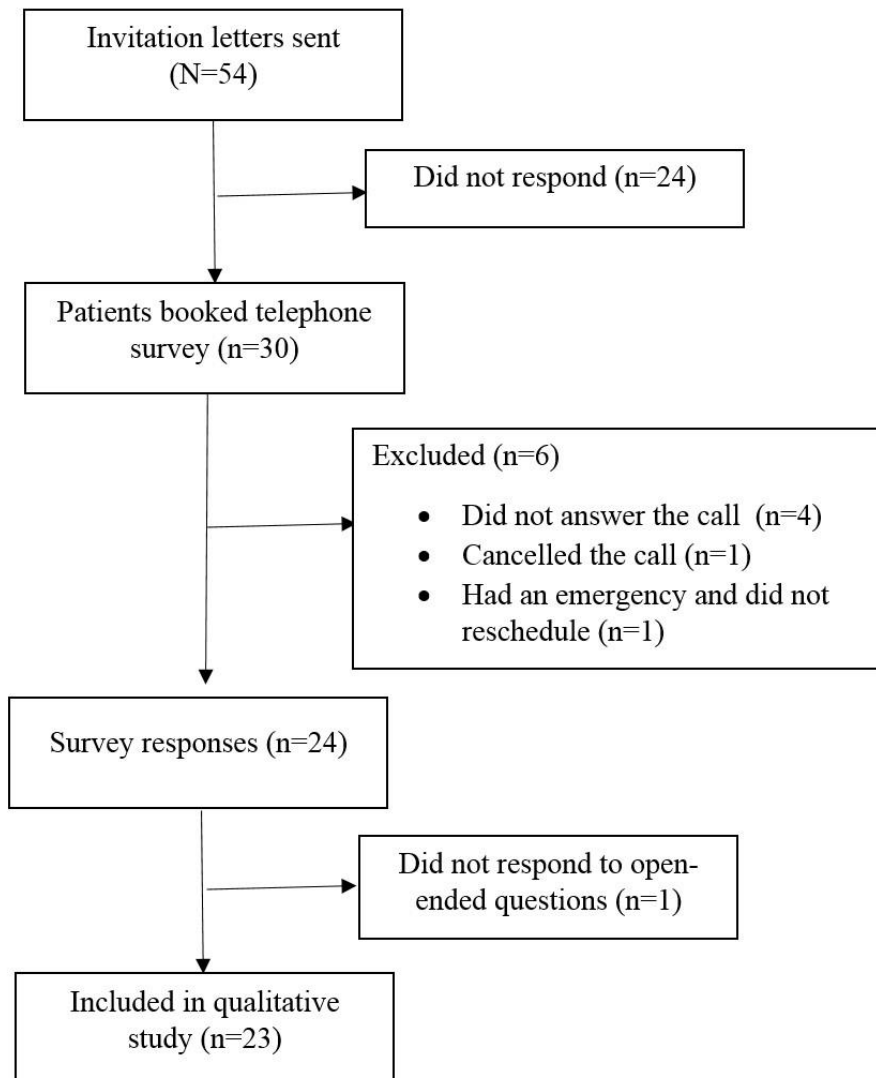 Invitation letters sent
(N=54)
Did not respond (n=24)
Patients booked telephone
survey (n=30)
Excluded (n=6)
• Did not answer the call (n=4)
• Cancelled the call (n=1)
• Had an emergency and did not
reschedule (n=1)
Survey responses (n=24)
Did not respond to open-
ended questions (n=1)
Included in qualitative
study (n=23)